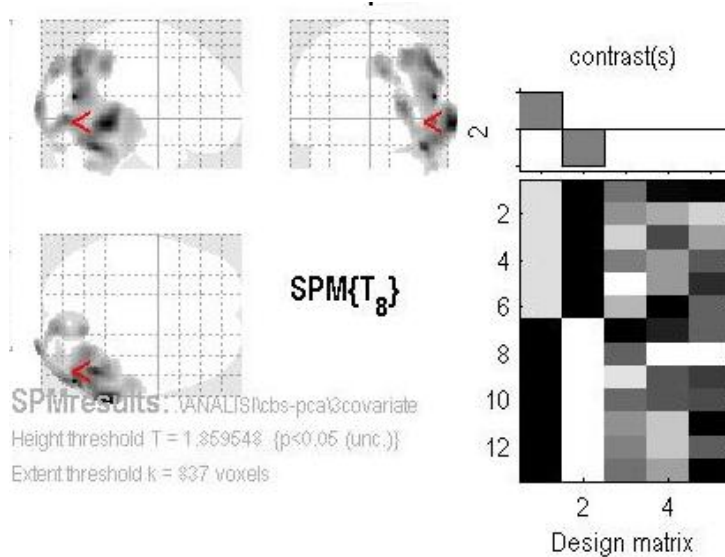 contrast(s)
2
SPM{T8}
SPMresults: .\ANALISI\cbs-pca\3covariate
Height threshold T = 1.859548 {p<0.05 (unc.)}
Extent threshold k = 837 voxels
2
4
6
8
10
12
2 4
Design matrix